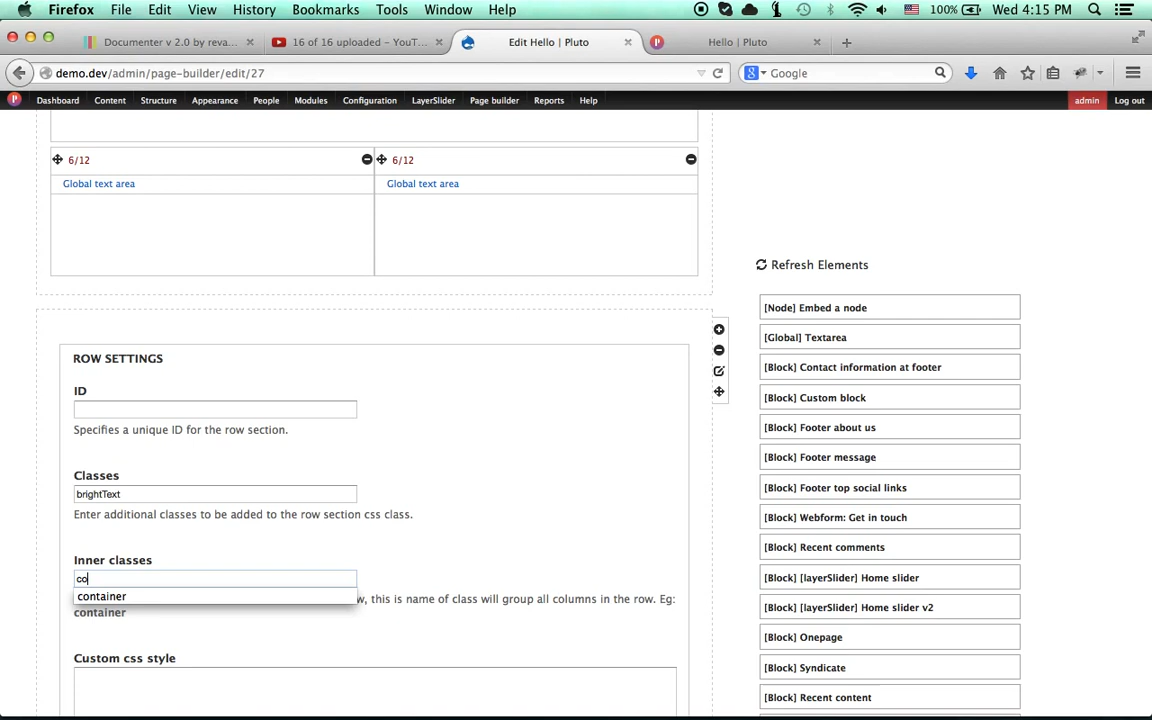 Firefox File Edit View History Bookmarks Tools Window Help 100% Wed 4:15 PM
Documenter v 2.0 by reva... 16 of 16 uploaded – YouT... Edit Hello | Pluto Hello | Pluto
demo.dev/admin/page-builder/edit/27 Google
Dashboard Content Structure Appearance People Modules Configuration LayerSlider Page builder Reports Help admin Log out
6/12 6/12
Global text area Global text area
Refresh Elements
[Node] Embed a node
[Global] Textarea
[Block] Contact information at footer
[Block] Custom block
[Block] Footer about us
[Block] Footer message
[Block] Footer top social links
[Block] Webform: Get in touch
[Block] Recent comments
[Block] [layerSlider] Home slider
[Block] [layerSlider] Home slider v2
[Block] Onepage
[Block] Syndicate
[Block] Recent content
ROW SETTINGS
ID
Specifies a unique ID for the row section.
Classes
brightText
Enter additional classes to be added to the row section css class.
Inner classes
co
container
w, this is name of class will group all columns in the row. Eg:
container
Custom css style